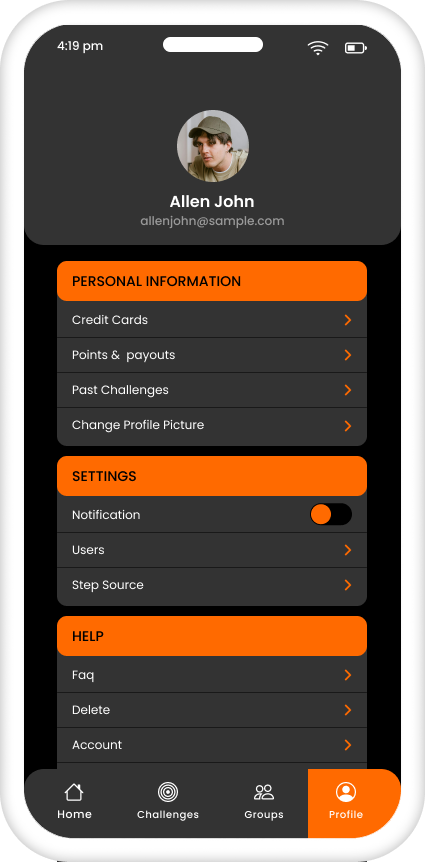 4:19 pm
Allen John
allenjohn@sample.com
PERSONAL INFORMATION
Credit Cards
Points &  payouts
Past Challenges
Change Profile Picture
SETTINGS
Notification
Users
Step Source
HELP
Faq
Delete
Account
Home
Challenges
Groups
Profile